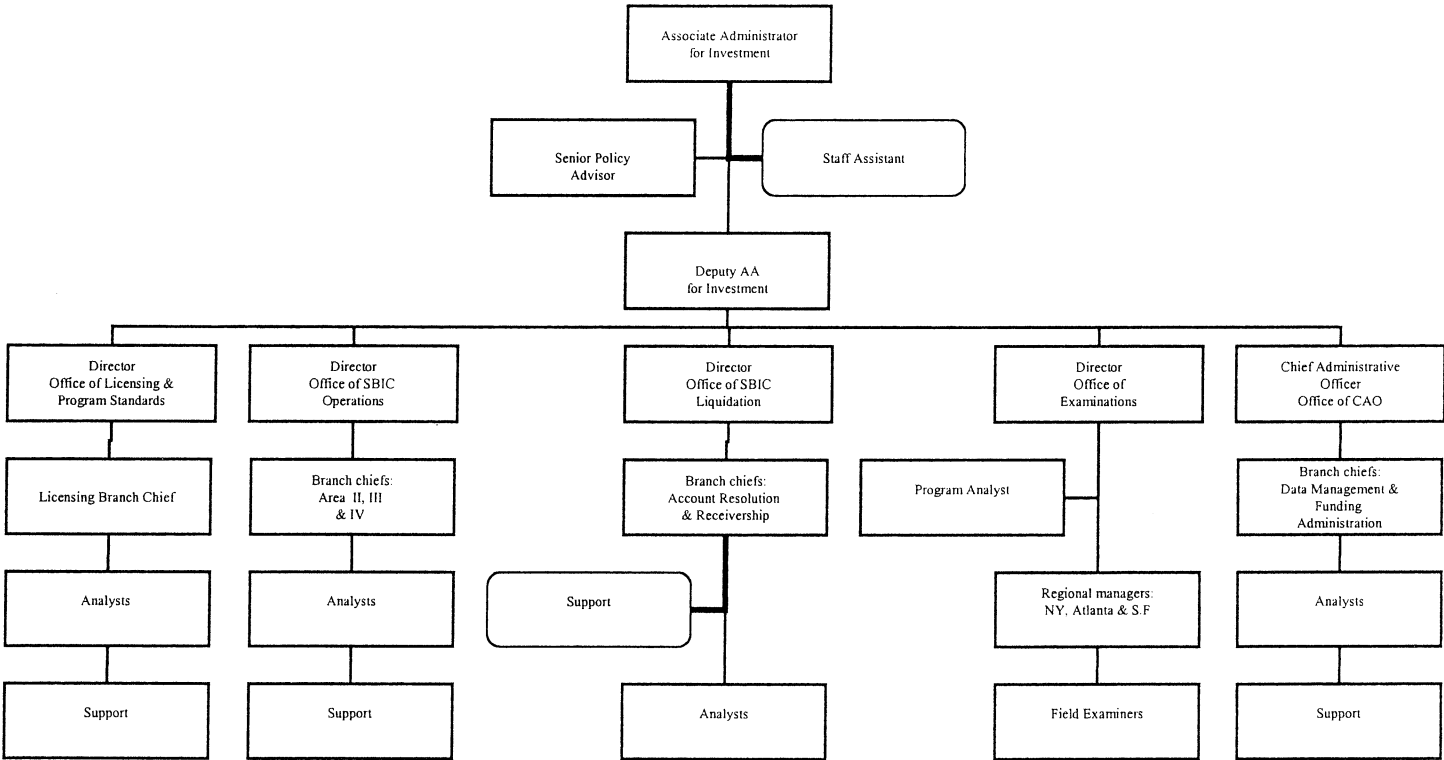 Associate Administrator
for Investment
Senior Policy
Advisor
Staff Assistant
Deputy AA
for Investment
Director
Office of Licensing &
Program Standards
Director
Office of SBIC
Operations
Director
Office of SBIC
Liquidation
Director
Office of
Examinations
Chief Administrative
Officer
Office of CAO
Licensing Branch Chief
Branch chiefs:
Area II, III
& IV
Branch chiefs:
Account Resolution
& Receivership
Program Analyst
Branch chiefs:
Data Management &
Funding
Administration
Analysts
Analysts
Support
Regional managers:
NY, Atlanta & S.F
Analysts
Support
Support
Analysts
Field Examiners
Support